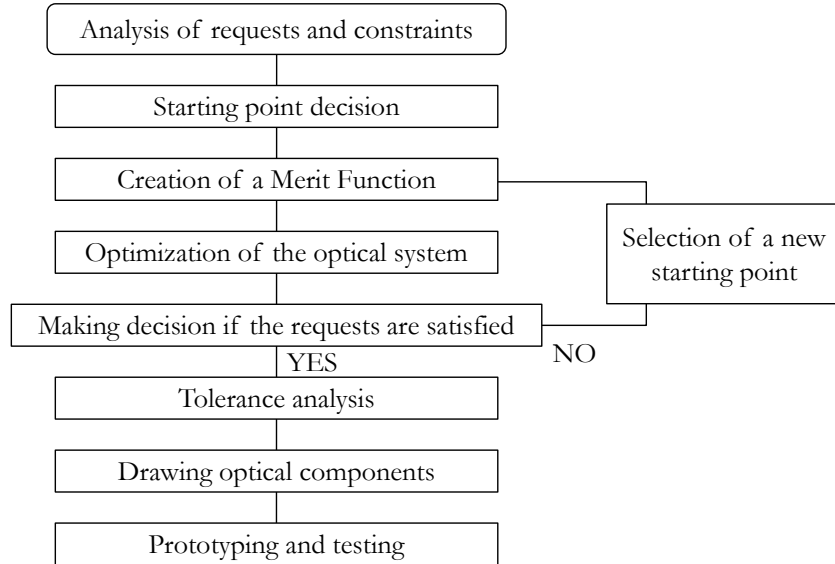 Analysis of requests and constraints
Starting point decision
Creation of a Merit Function
Optimization of the optical system
Selection of a new
starting point
Making decision if the requests are satisfied
YES
NO
Tolerance analysis
Drawing optical components
Prototyping and testing